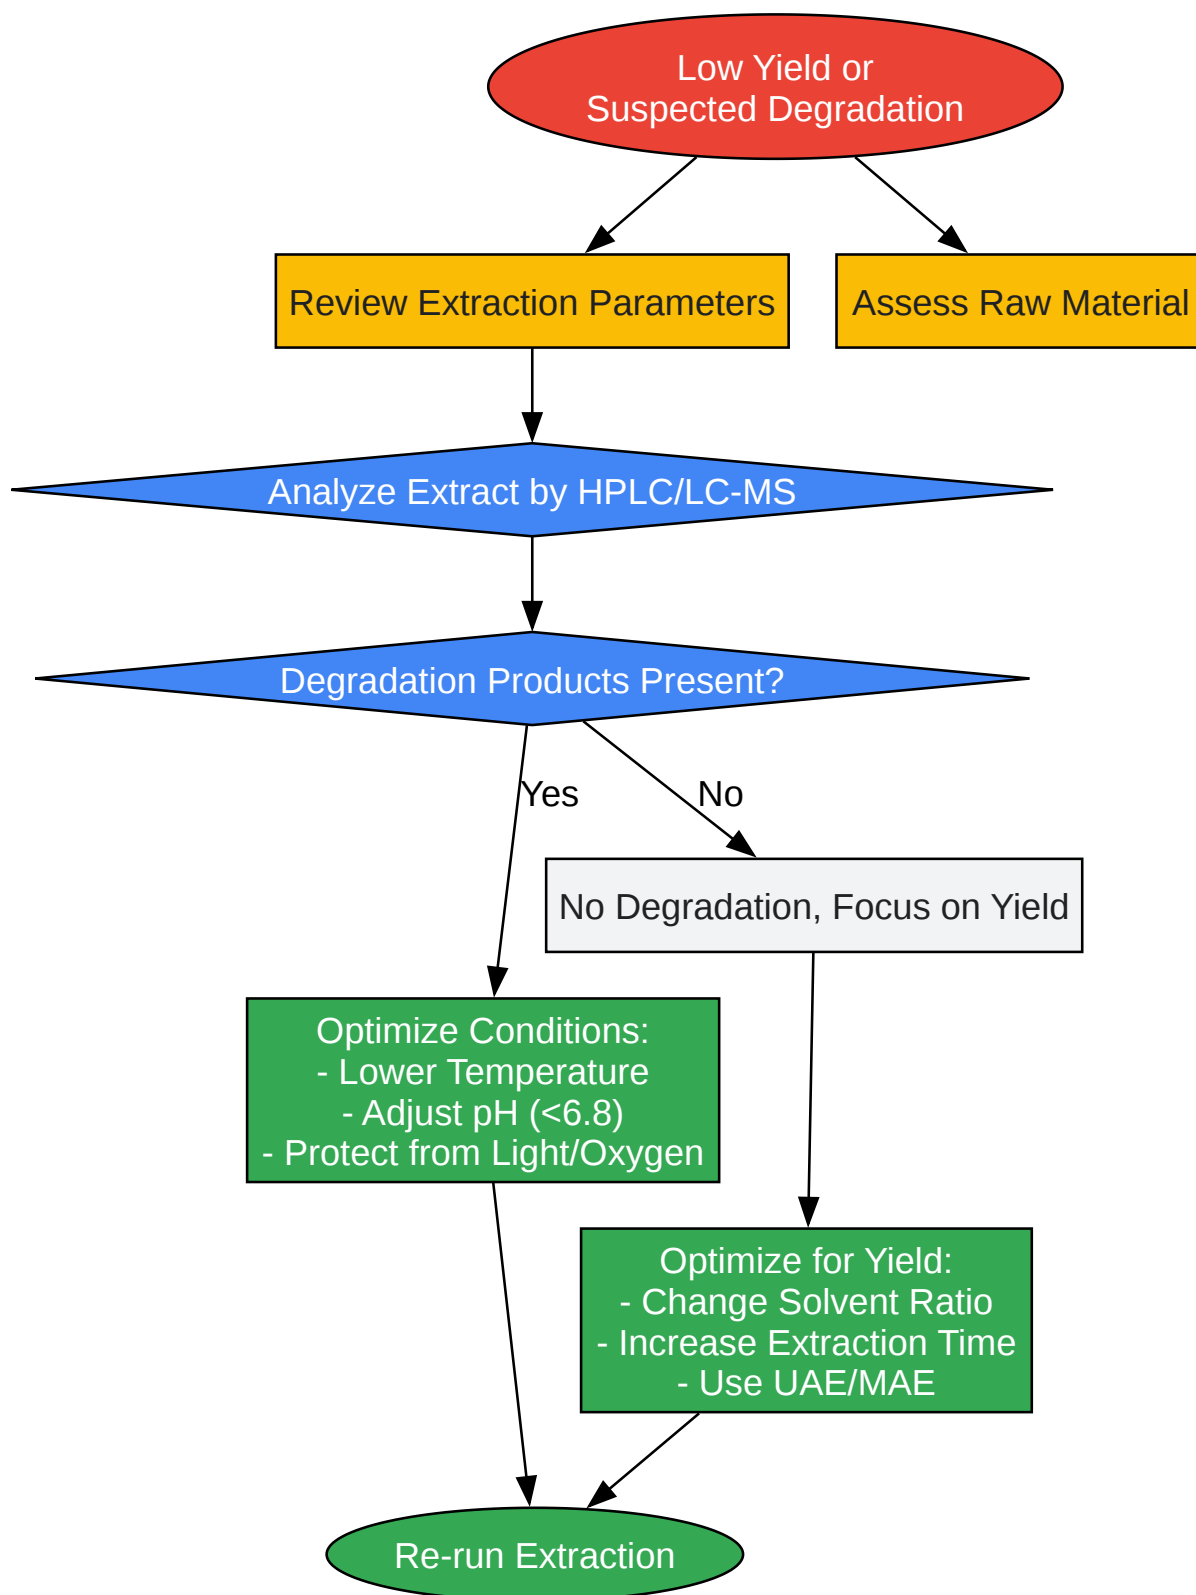 Low Yield or
Suspected Degradation
Review Extraction Parameters
Assess Raw Material
Analyze Extract by HPLC/LC-MS
Degradation Products Present?
Yes
No
No Degradation, Focus on Yield
Optimize Conditions:
- Lower Temperature
- Adjust pH (<6.8)
- Protect from Light/Oxygen
Optimize for Yield:
- Change Solvent Ratio
- Increase Extraction Time
- Use UAE/MAE
Re-run Extraction